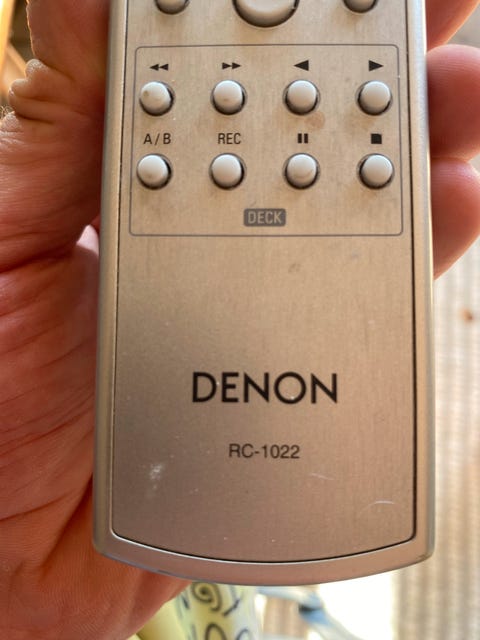 A / B REC
DECK
DENON
RC-1022